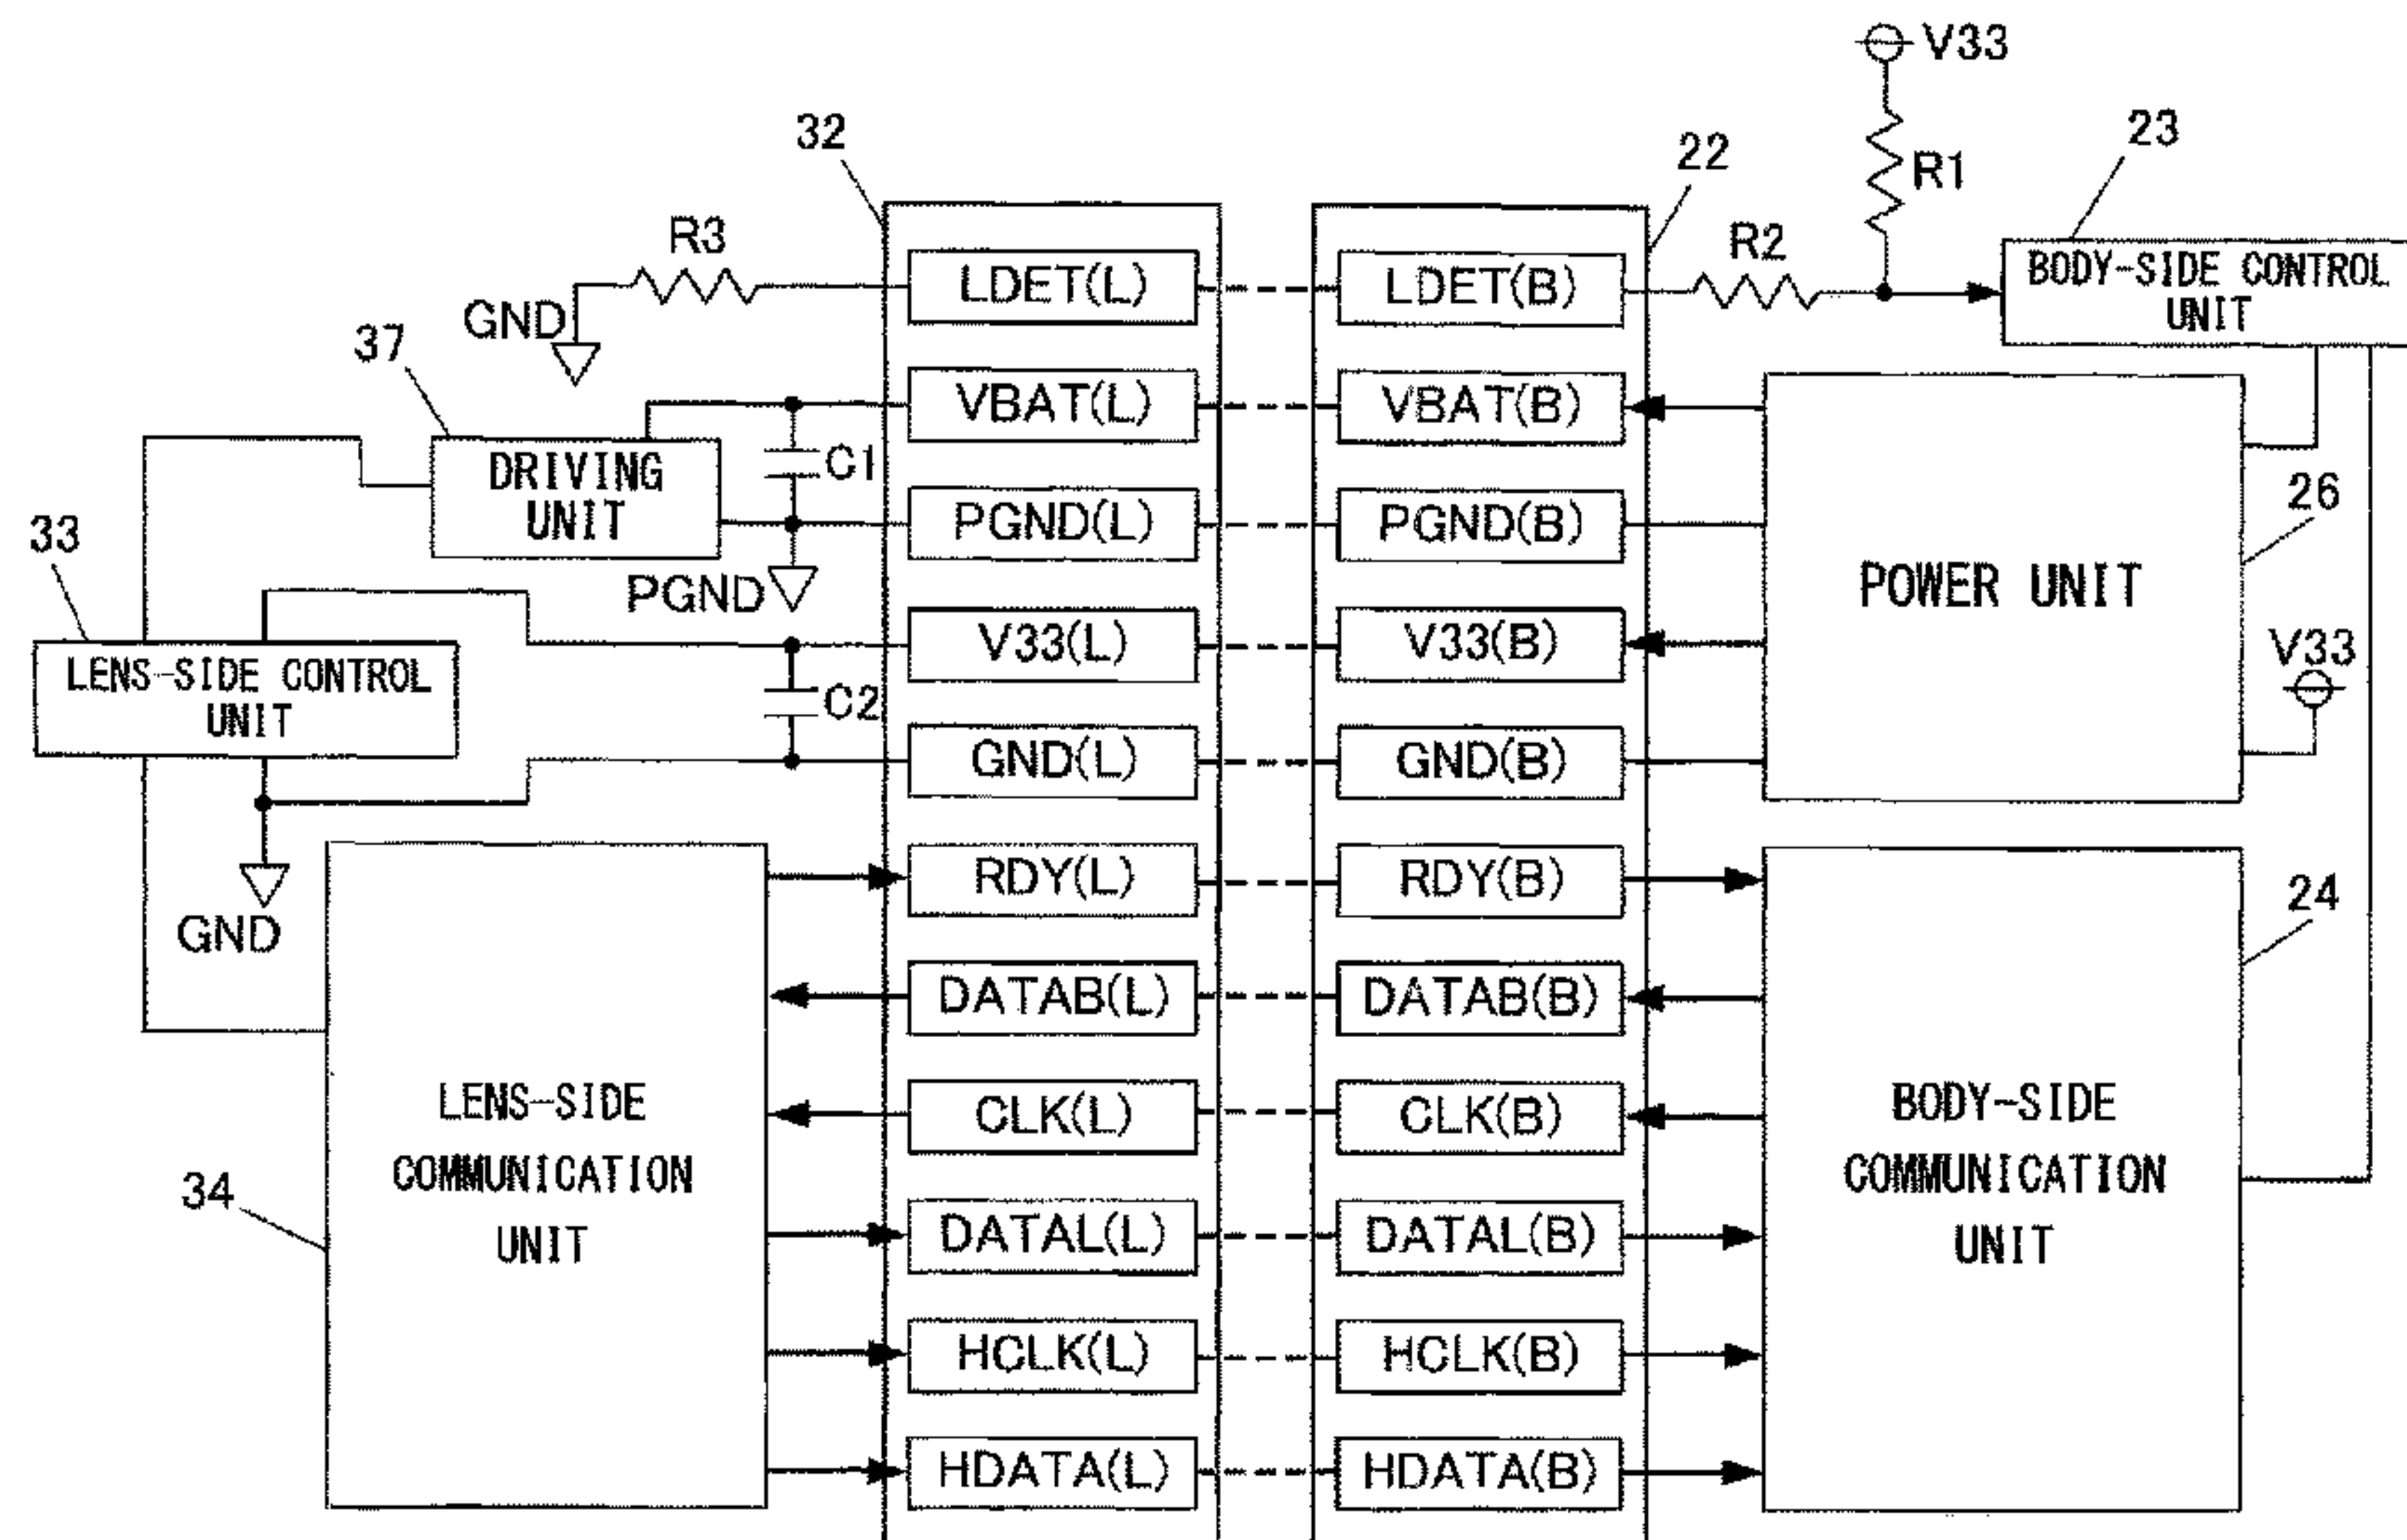 V33
32
22
23
R1
R3
R2
LDET(L)
LDET(B)
BODY-SIDE CONTROL
UNIT
GND
37
VBAT(L)
VBAT(B)
C1
DRIVING
UNIT
26
33
PGND(L)
PGND(B)
PGND
POWER UNIT
V33(L)
V33(B)
V33
LENS-SIDE CONTROL
UNIT
C2
GND(L)
GND(B)
RDY(L)
RDY(B)
24
GND
DATAB(L)
DATAB(B)
LENS-SIDE
COMMUNICATION
UNIT
CLK(L)
CLK(B)
BODY-SIDE
COMMUNICATION
UNIT
34
DATAL(L)
DATAL(B)
HCLK(L)
HCLK(B)
HDATA(L)
HDATA(B)